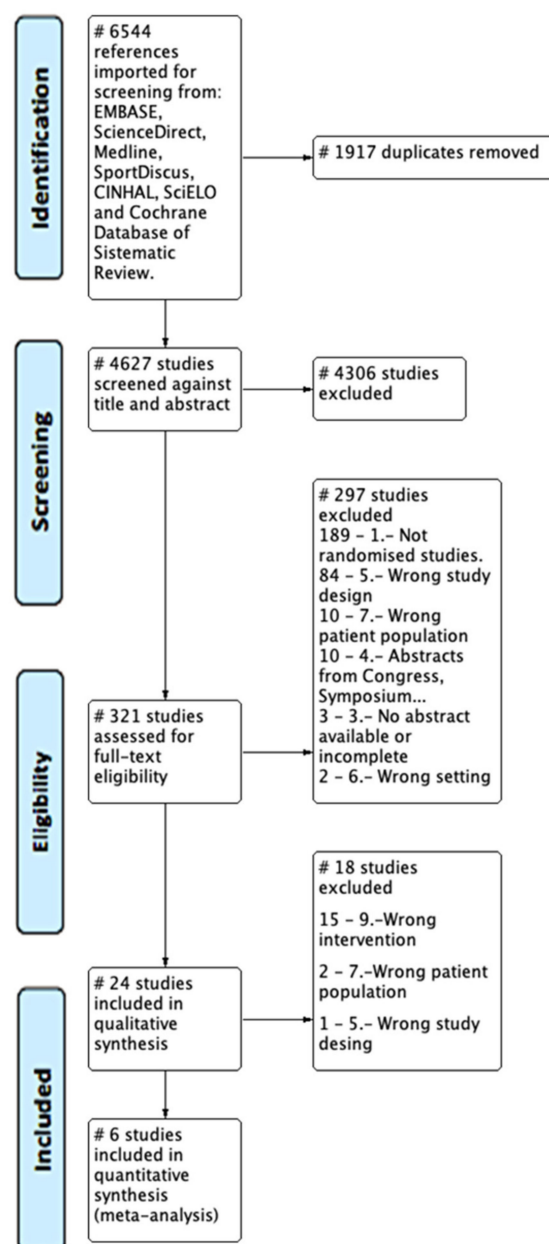 Identification
# 6544
references
imported for
screening from:
EMBASE,
ScienceDirect,
Medline,
SportDiscus,
CINHAL, SciELO
and Cochrane
Database of
Sistematic
Review.
# 1917 duplicates removed
Screening
# 4627 studies
screened against
title and abstract
# 4306 studies
excluded
# 297 studies
excluded
189 – 1.– Not
randomised studies.
84 – 5.– Wrong study
design
10 – 7.– Wrong
patient population
10 – 4.– Abstracts
from Congress,
Symposium...
3 – 3.– No abstract
available or
incomplete
2 – 6.– Wrong setting
Eligibility
# 321 studies
assessed for
full-text
eligibility
# 18 studies
excluded
15 – 9.–Wrong
intervention
2 – 7.–Wrong patient
population
1 – 5.– Wrong study
desing
Included
# 24 studies
included in
qualitative
synthesis
# 6 studies
included in
quantitative
synthesis
(meta-analysis)